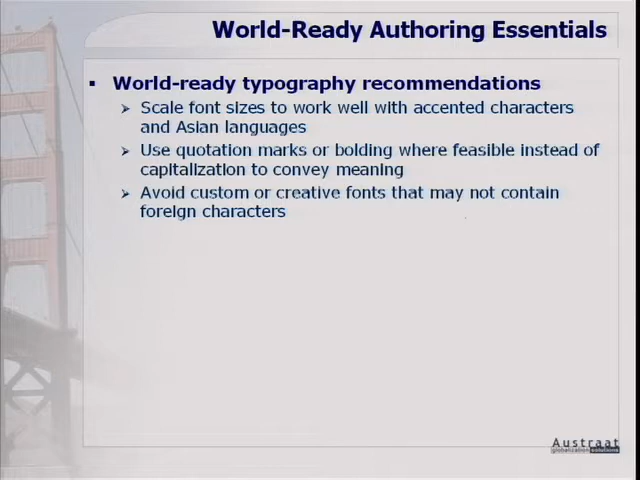 World-Ready Authoring Essentials
World-ready typography recommendations
Scale font sizes to work well with accented characters
and Asian languages
Use quotation marks or bolding where feasible instead of
capitalization to convey meaning
Avoid custom or creative fonts that may not contain
foreign characters
Austraat
globalization solutions